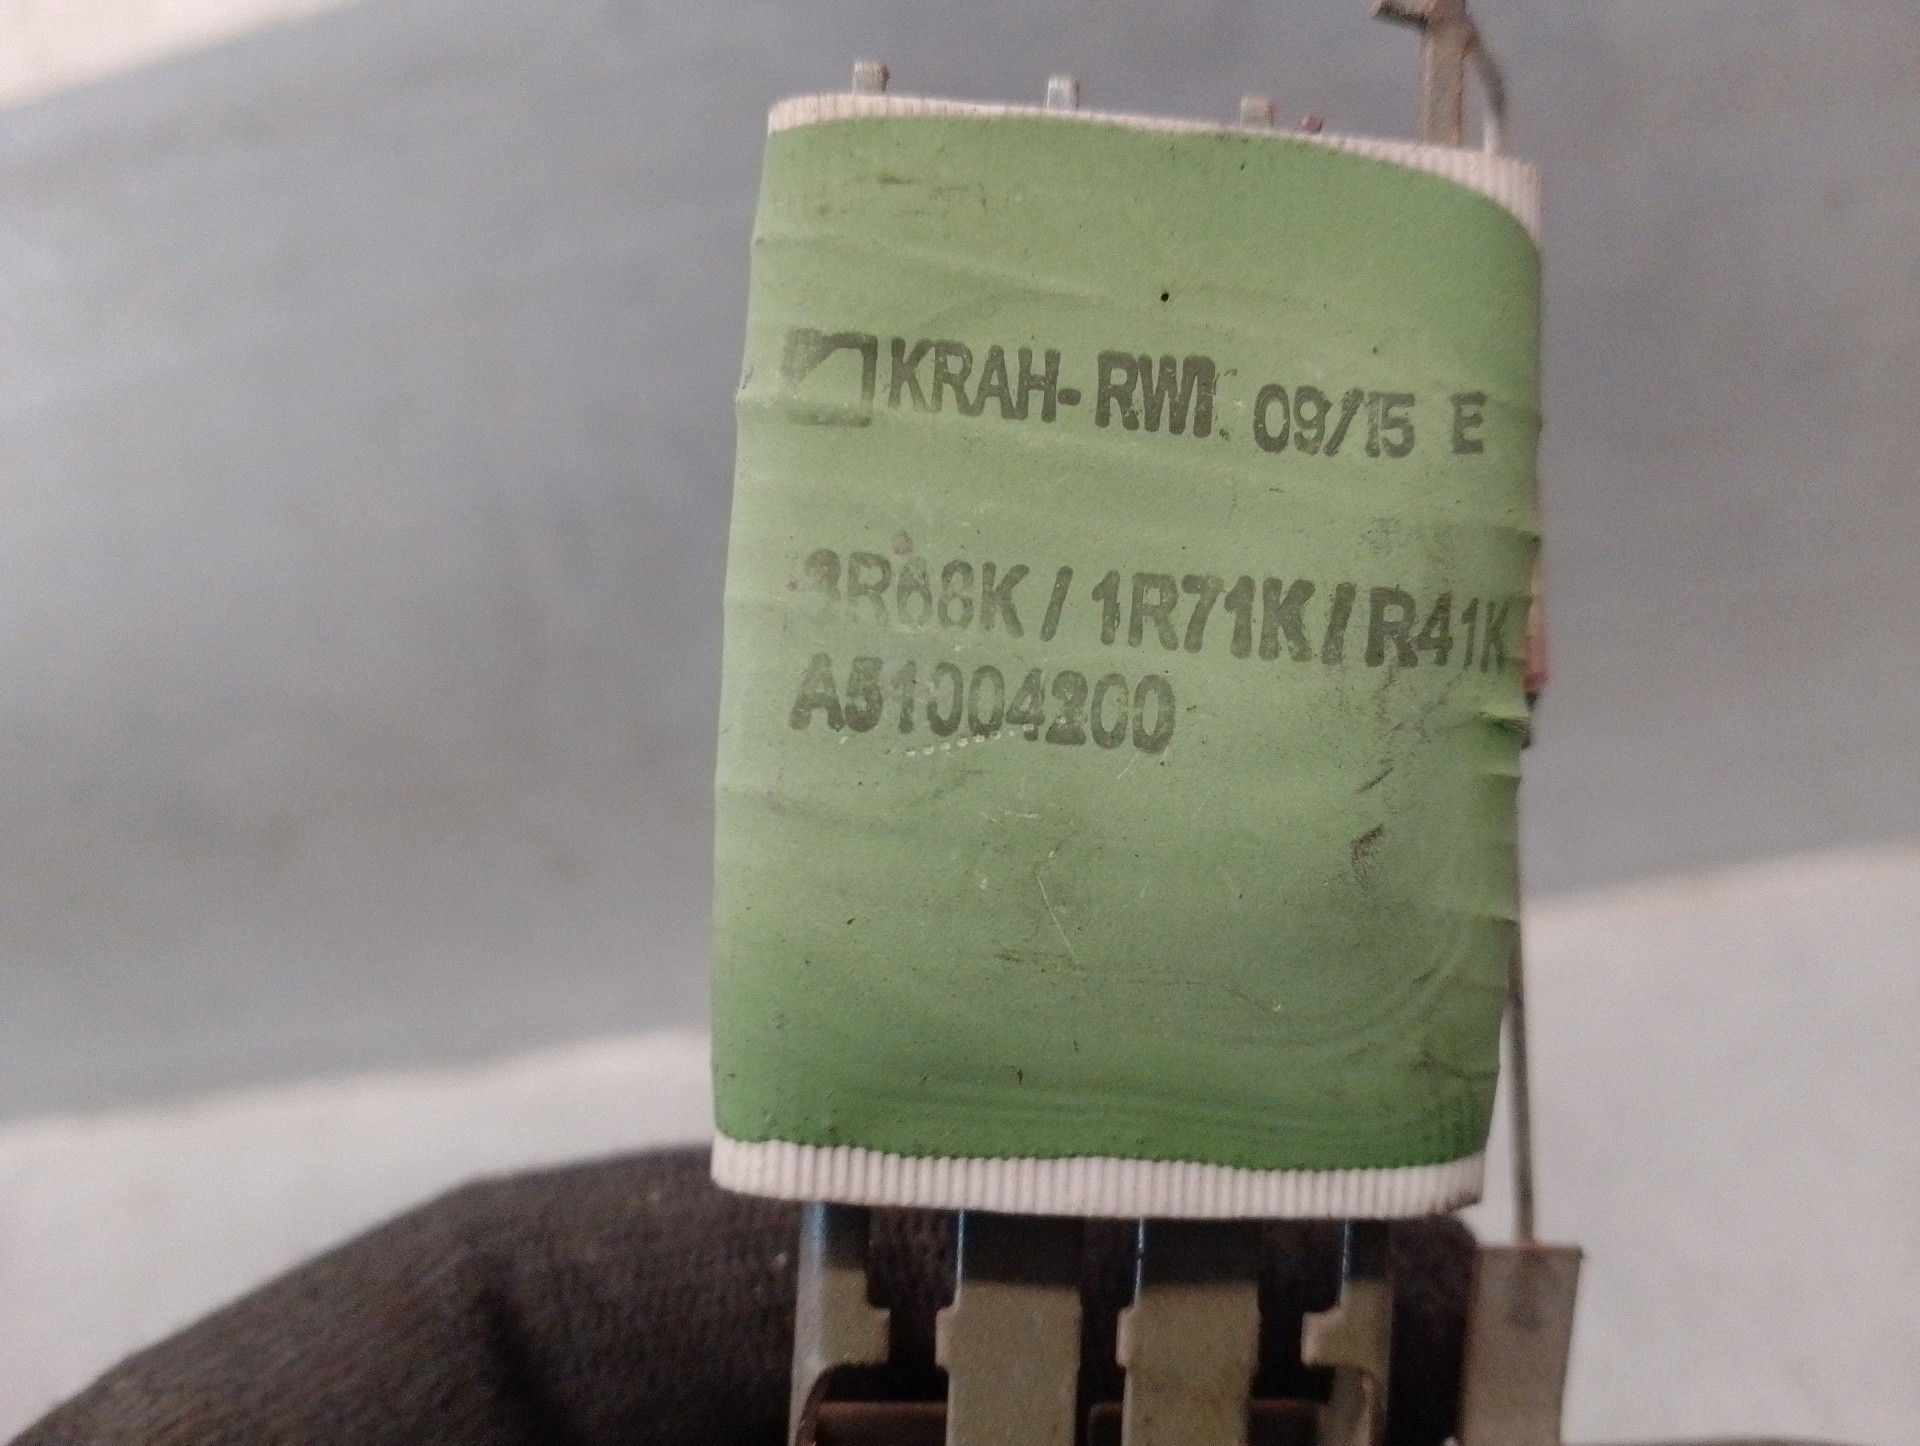 KRAH-RWI 09/15 E
3R68K / 1R71K / R41K
A51004200